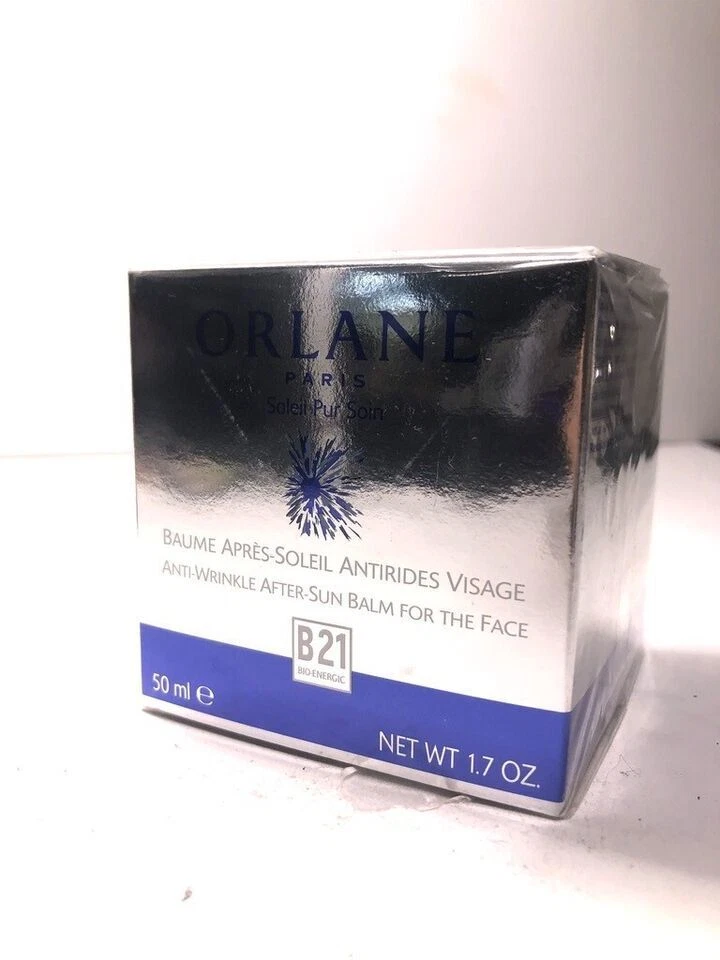 ORLANE
PARIS
Soleil Pur Soin
BAUME APRÈS-SOLEIL ANTIRIDES VISAGE
ANTI-WRINKLE AFTER-SUN BALM FOR THE FACE
B21
BIO-ENERGIC
50 ml ℮
NET WT 1.7 OZ.